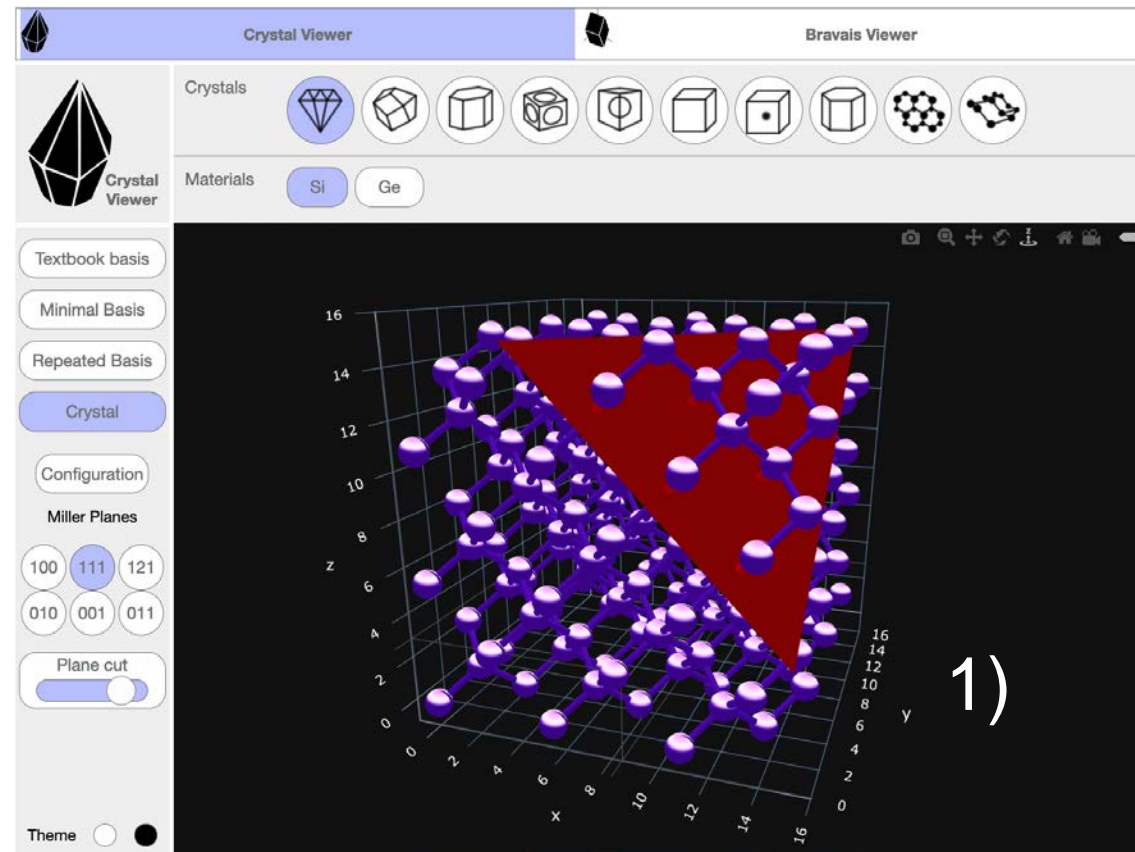 Crystal Viewer
Bravais Viewer
Crystal
Viewer
Crystals
Materials
Si
Ge
Textbook basis
Minimal Basis
Repeated Basis
Crystal
Configuration
Miller Planes
100 111 121
010 001 011
Plane cut
Theme
z
16
14
12
10
8
6
4
2
0
z
0
2
4
6
8
10
12
14
16
x
16
14
12
10
8
6
4
2
0
y
1)